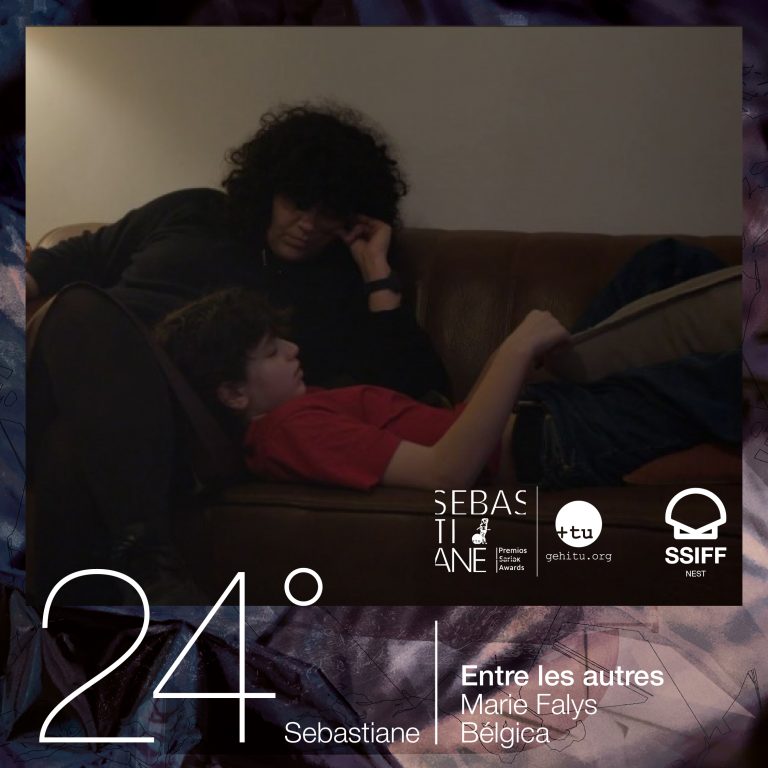 SEBAS
TI
ANE
Premios
Sariak
Awards
+tu
gehitu.org
SSIFF
NEST
24°
Sebastiane
Entre les autres
Marie Falys
Bélgica